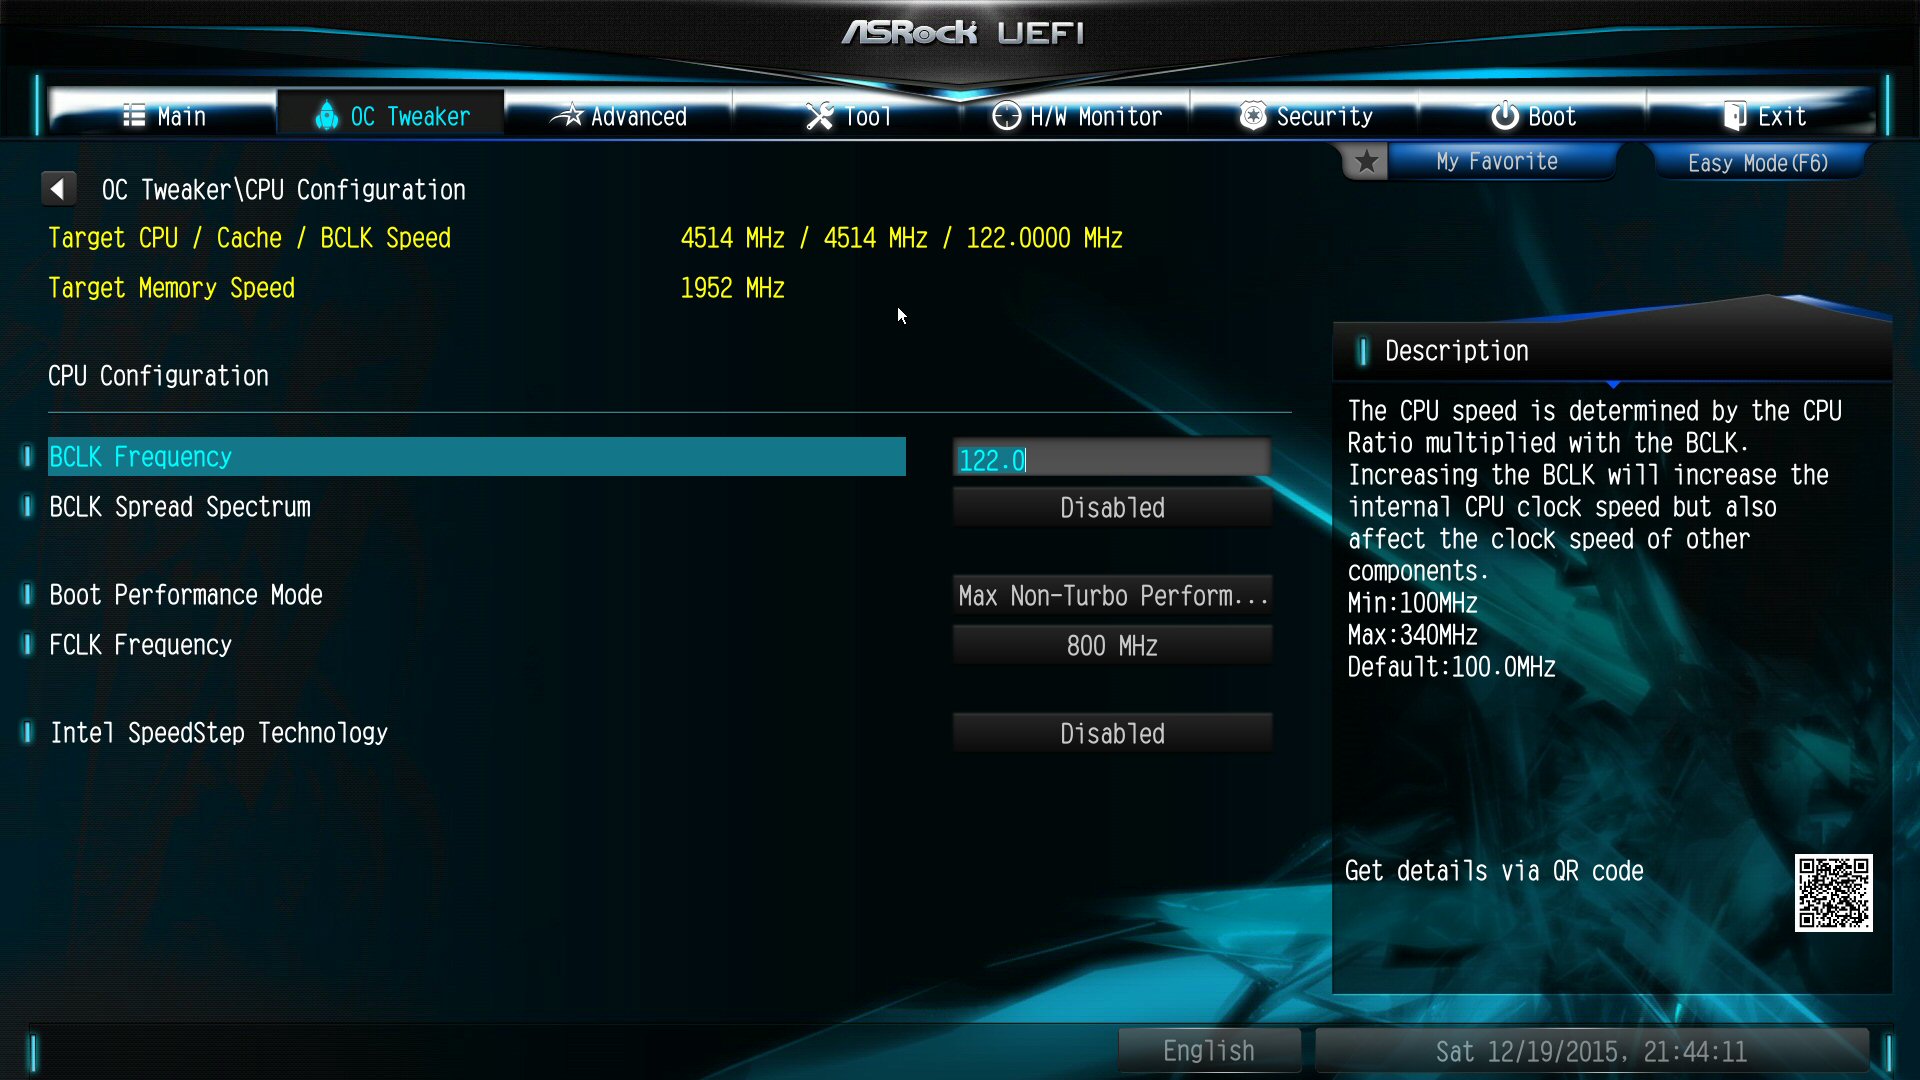 ASRock UEFI
Main
OC Tweaker
Advanced
Tool
H/W Monitor
Security
Boot
Exit
My Favorite
Easy Mode(F6)
OC Tweaker\CPU Configuration
Target CPU / Cache / BCLK Speed 4514 MHz / 4514 MHz / 122.0000 MHz
Target Memory Speed 1952 MHz
CPU Configuration
BCLK Frequency 122.0
BCLK Spread Spectrum Disabled
Boot Performance Mode Max Non-Turbo Perform...
FCLK Frequency 800 MHz
Intel SpeedStep Technology Disabled
Description
The CPU speed is determined by the CPU
Ratio multiplied with the BCLK.
Increasing the BCLK will increase the
internal CPU clock speed but also
affect the clock speed of other
components.
Min:100MHz
Max:340MHz
Default:100.0MHz
Get details via QR code
English
Sat 12/19/2015, 21:44:11